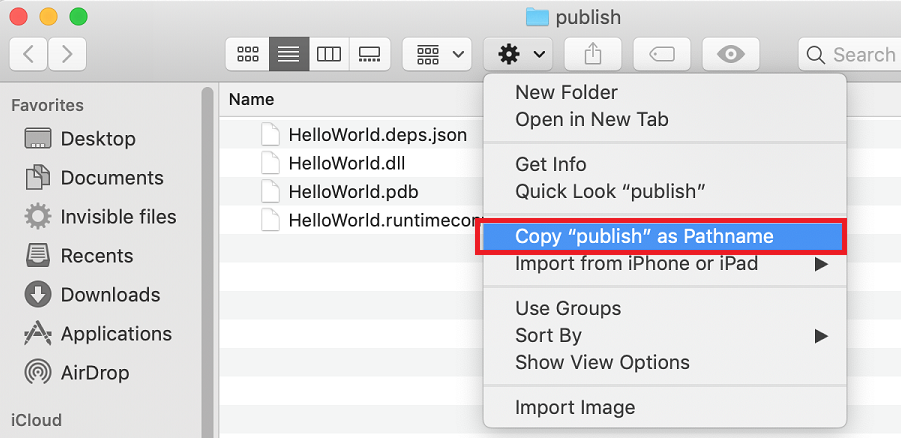 publish
Search
Favorites
Desktop
Documents
Invisible files
Recents
Downloads
Applications
AirDrop
iCloud
Name
HelloWorld.deps.json
HelloWorld.dll
HelloWorld.pdb
HelloWorld.runtimecon
New Folder
Open in New Tab
Get Info
Quick Look “publish”
Copy “publish” as Pathname
Import from iPhone or iPad
Use Groups
Sort By
Show View Options
Import Image